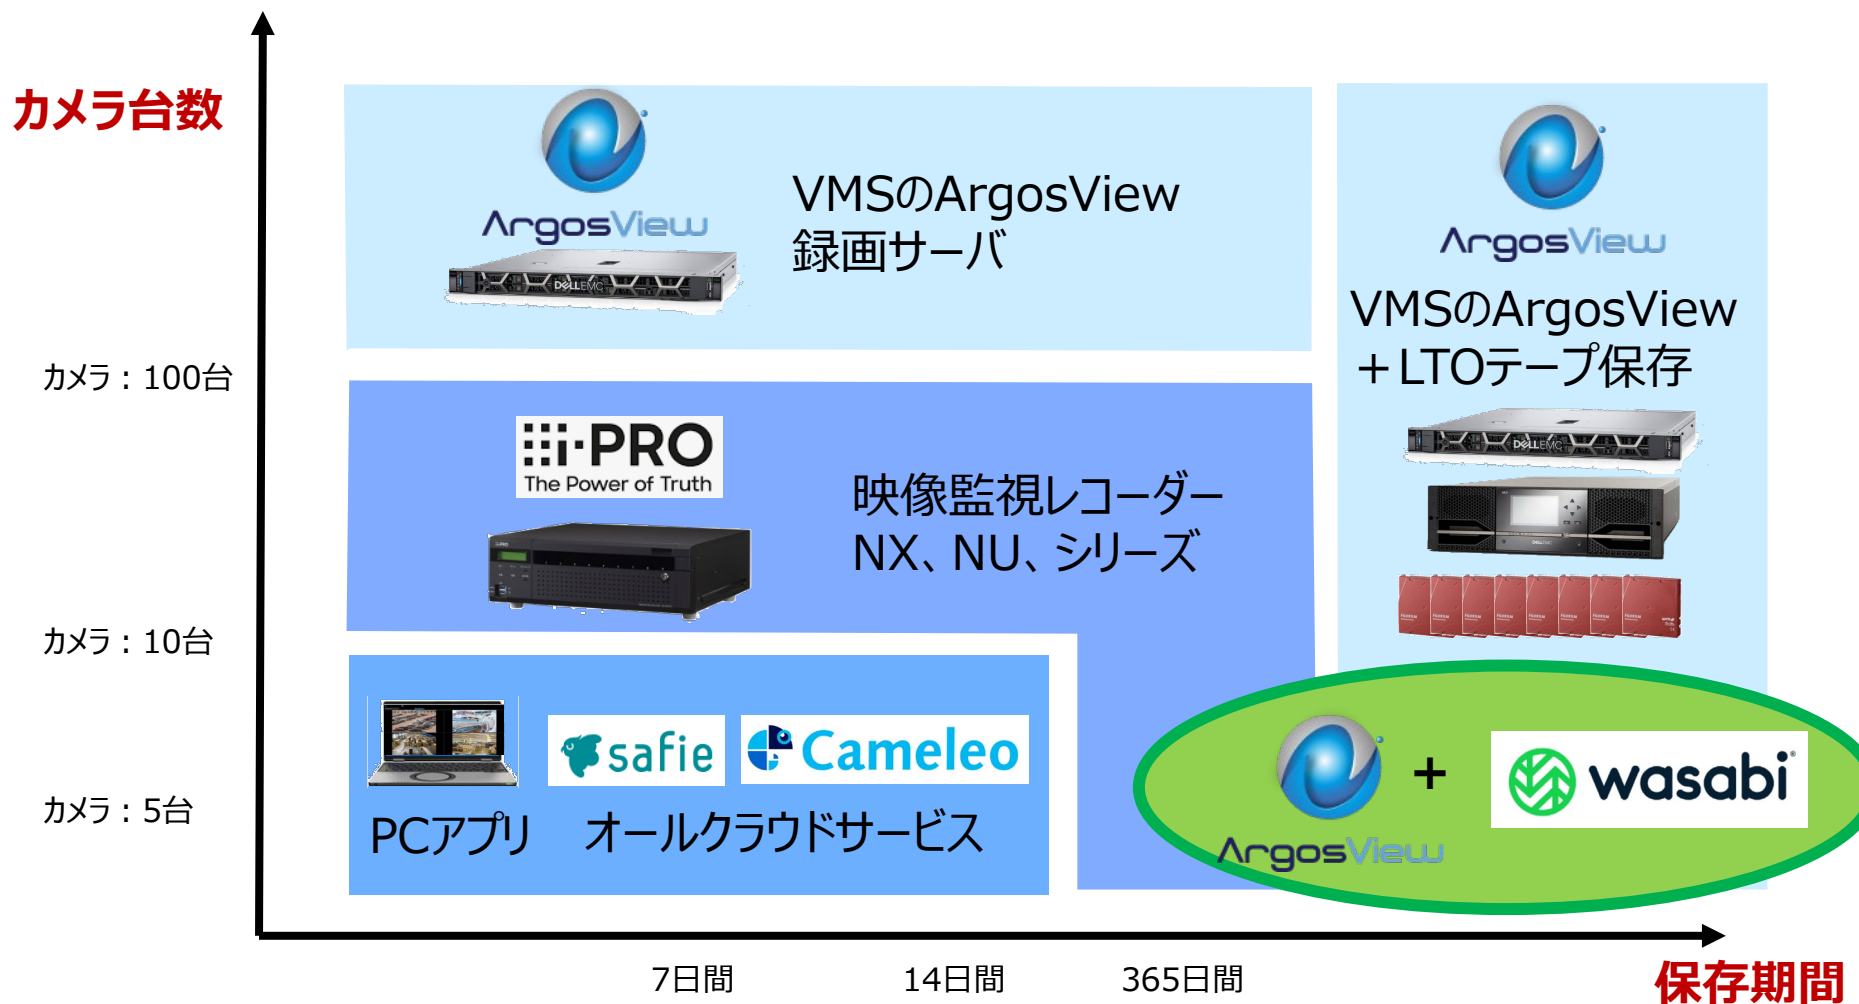 カメラ台数
ArgosView
DELLEMC
VMSのArgosView
録画サーバ
ArgosView
VMSのArgosView
+LTOテープ保存
DELLEMC
DELLEMC
カメラ：100台
i-PRO
The Power of Truth
映像監視レコーダー
NX、NU、シリーズ
カメラ：10台
safie
Cameleo
PCアプリ
オールクラウドサービス
カメラ：5台
ArgosView
+
wasabi
7日間
14日間
365日間
保存期間